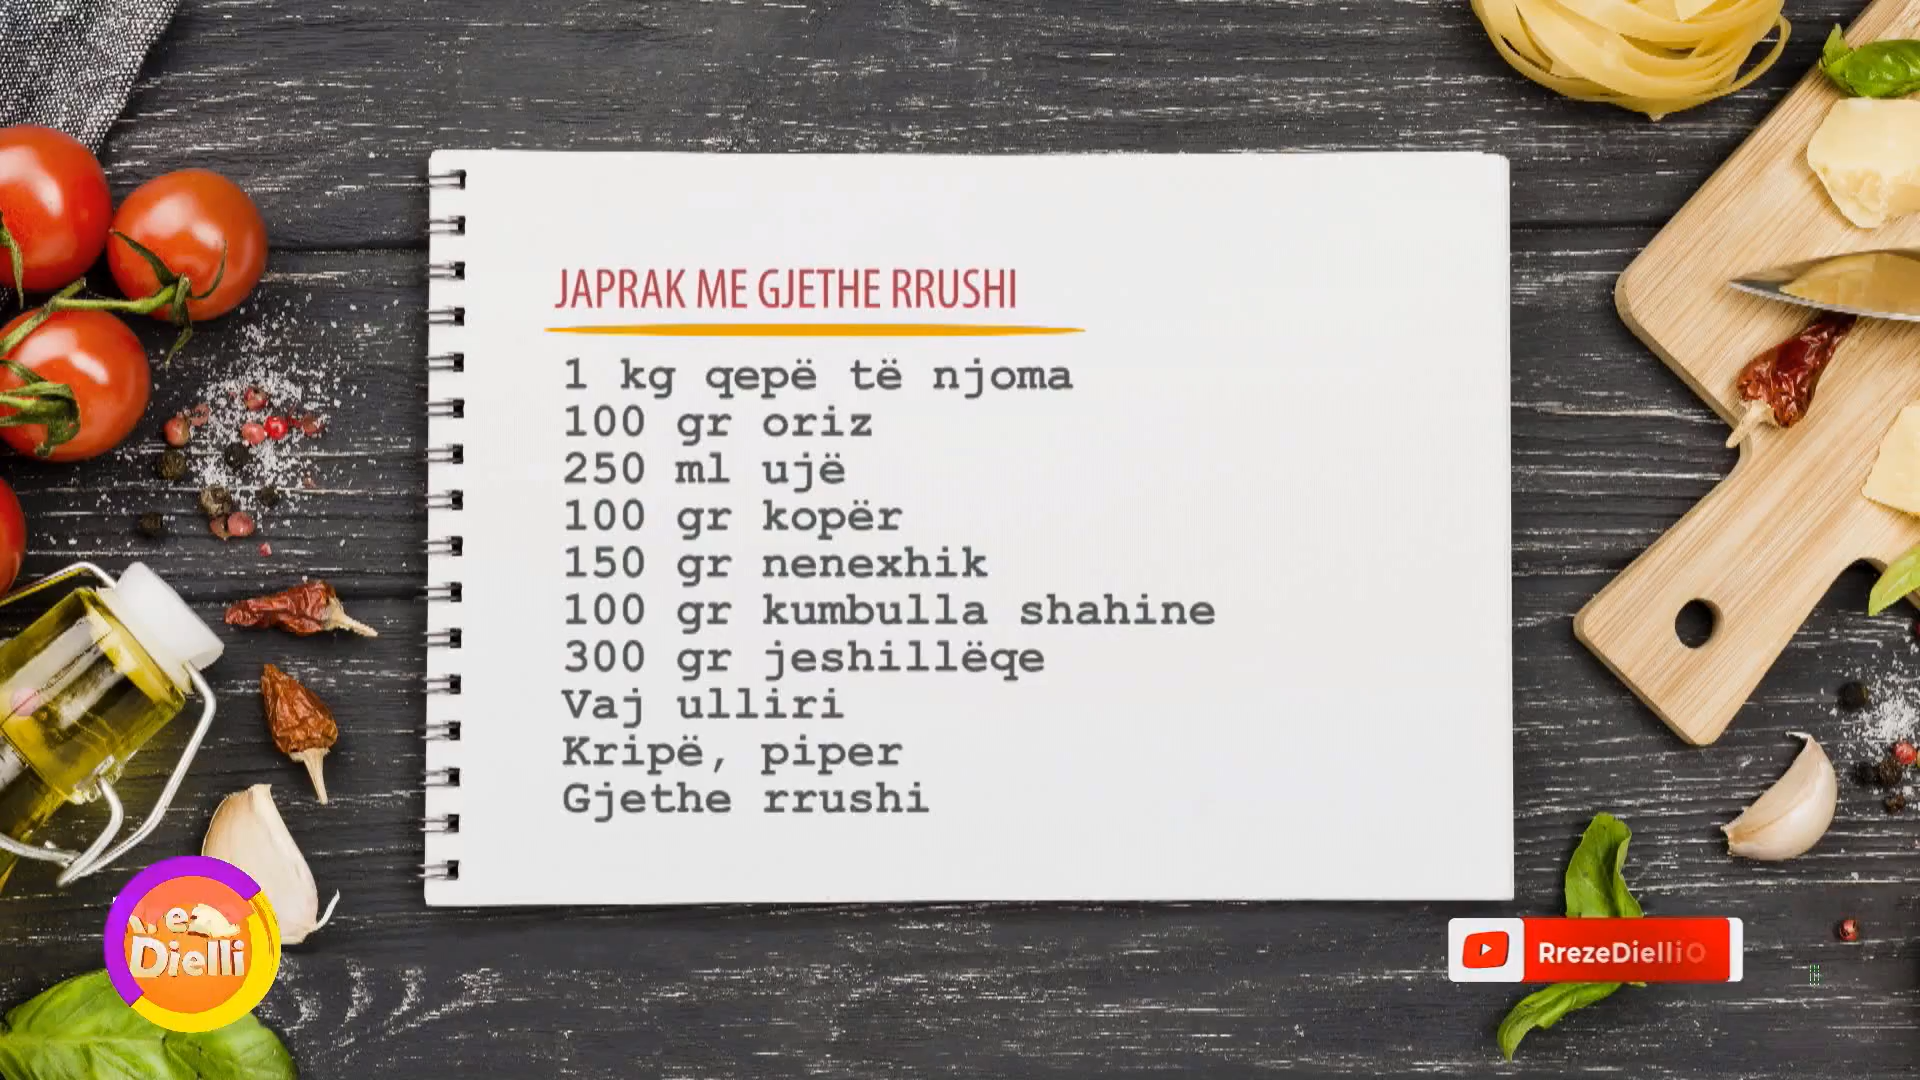 JAPRAK ME GJETHE RRUSHI
1 kg qepë të njoma
100 gr oriz
250 ml ujë
100 gr kopër
150 gr nenexhik
100 gr kumbulla shahine
300 gr jeshillëqe
Vaj ulliri
Kripë, piper
Gjethe rrushi
Dielli
RrezeDielliO